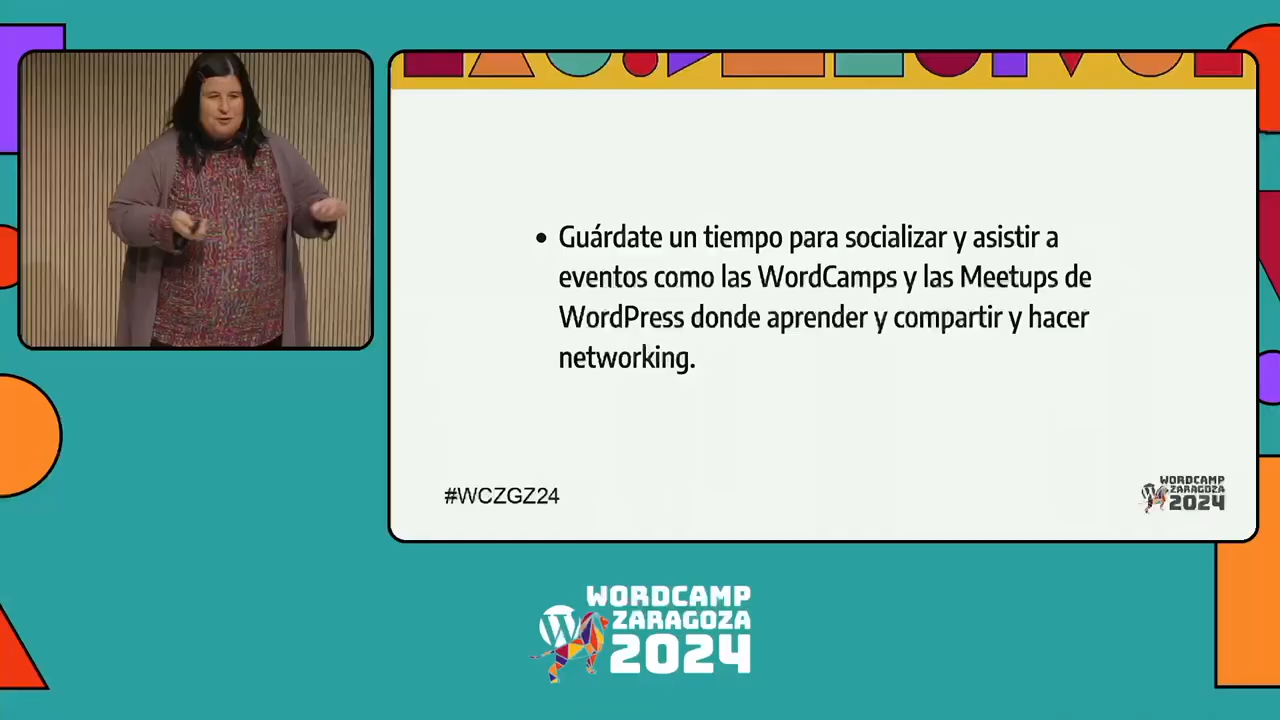 Guárdate un tiempo para socializar y asistir a
eventos como las WordCamps y las Meetups de
WordPress donde aprender y compartir y hacer
networking.
#WCZGZ24
WORDCAMP
ZARAGOZA
2024
WORDCAMP
ZARAGOZA
2024